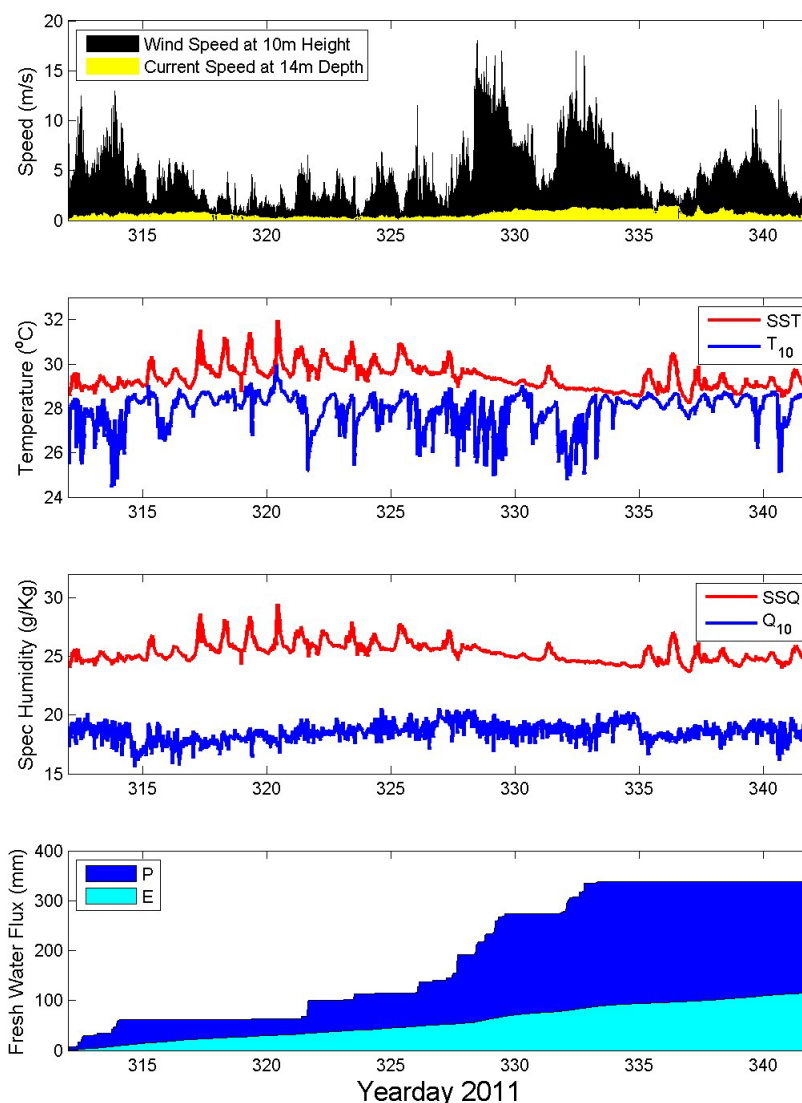 20
15
10
5
0
Speed (m/s)
Wind Speed at 10m Height
Current Speed at 14m Depth
315 320 325 330 335 340
32
30
28
26
24
Temperature (°C)
SST
T10
315 320 325 330 335 340
30
25
20
15
Spec Humidity (g/Kg)
SSQ
Q10
315 320 325 330 335 340
400
300
200
100
0
Fresh Water Flux (mm)
P
E
315 320 325 330 335 340
Yearday 2011